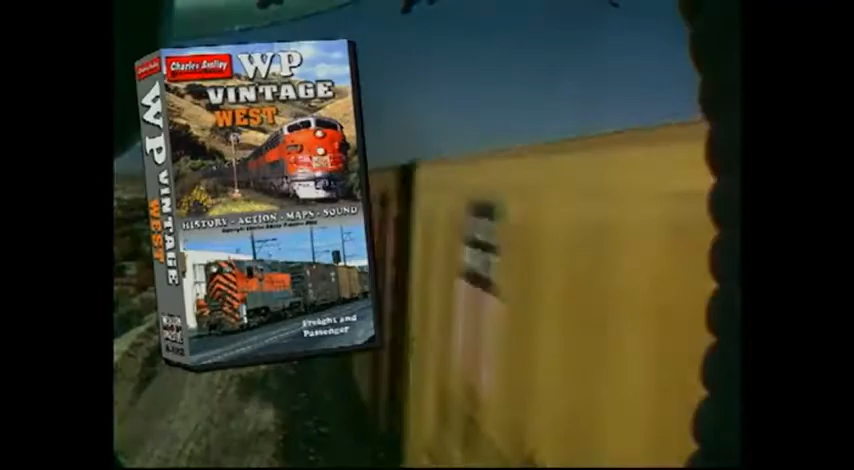 Charles Smiley
WP
VINTAGE
WEST
HISTORY - ACTION - MAPS - SOUND
Freight and
Passenger
WP VINTAGE
WEST